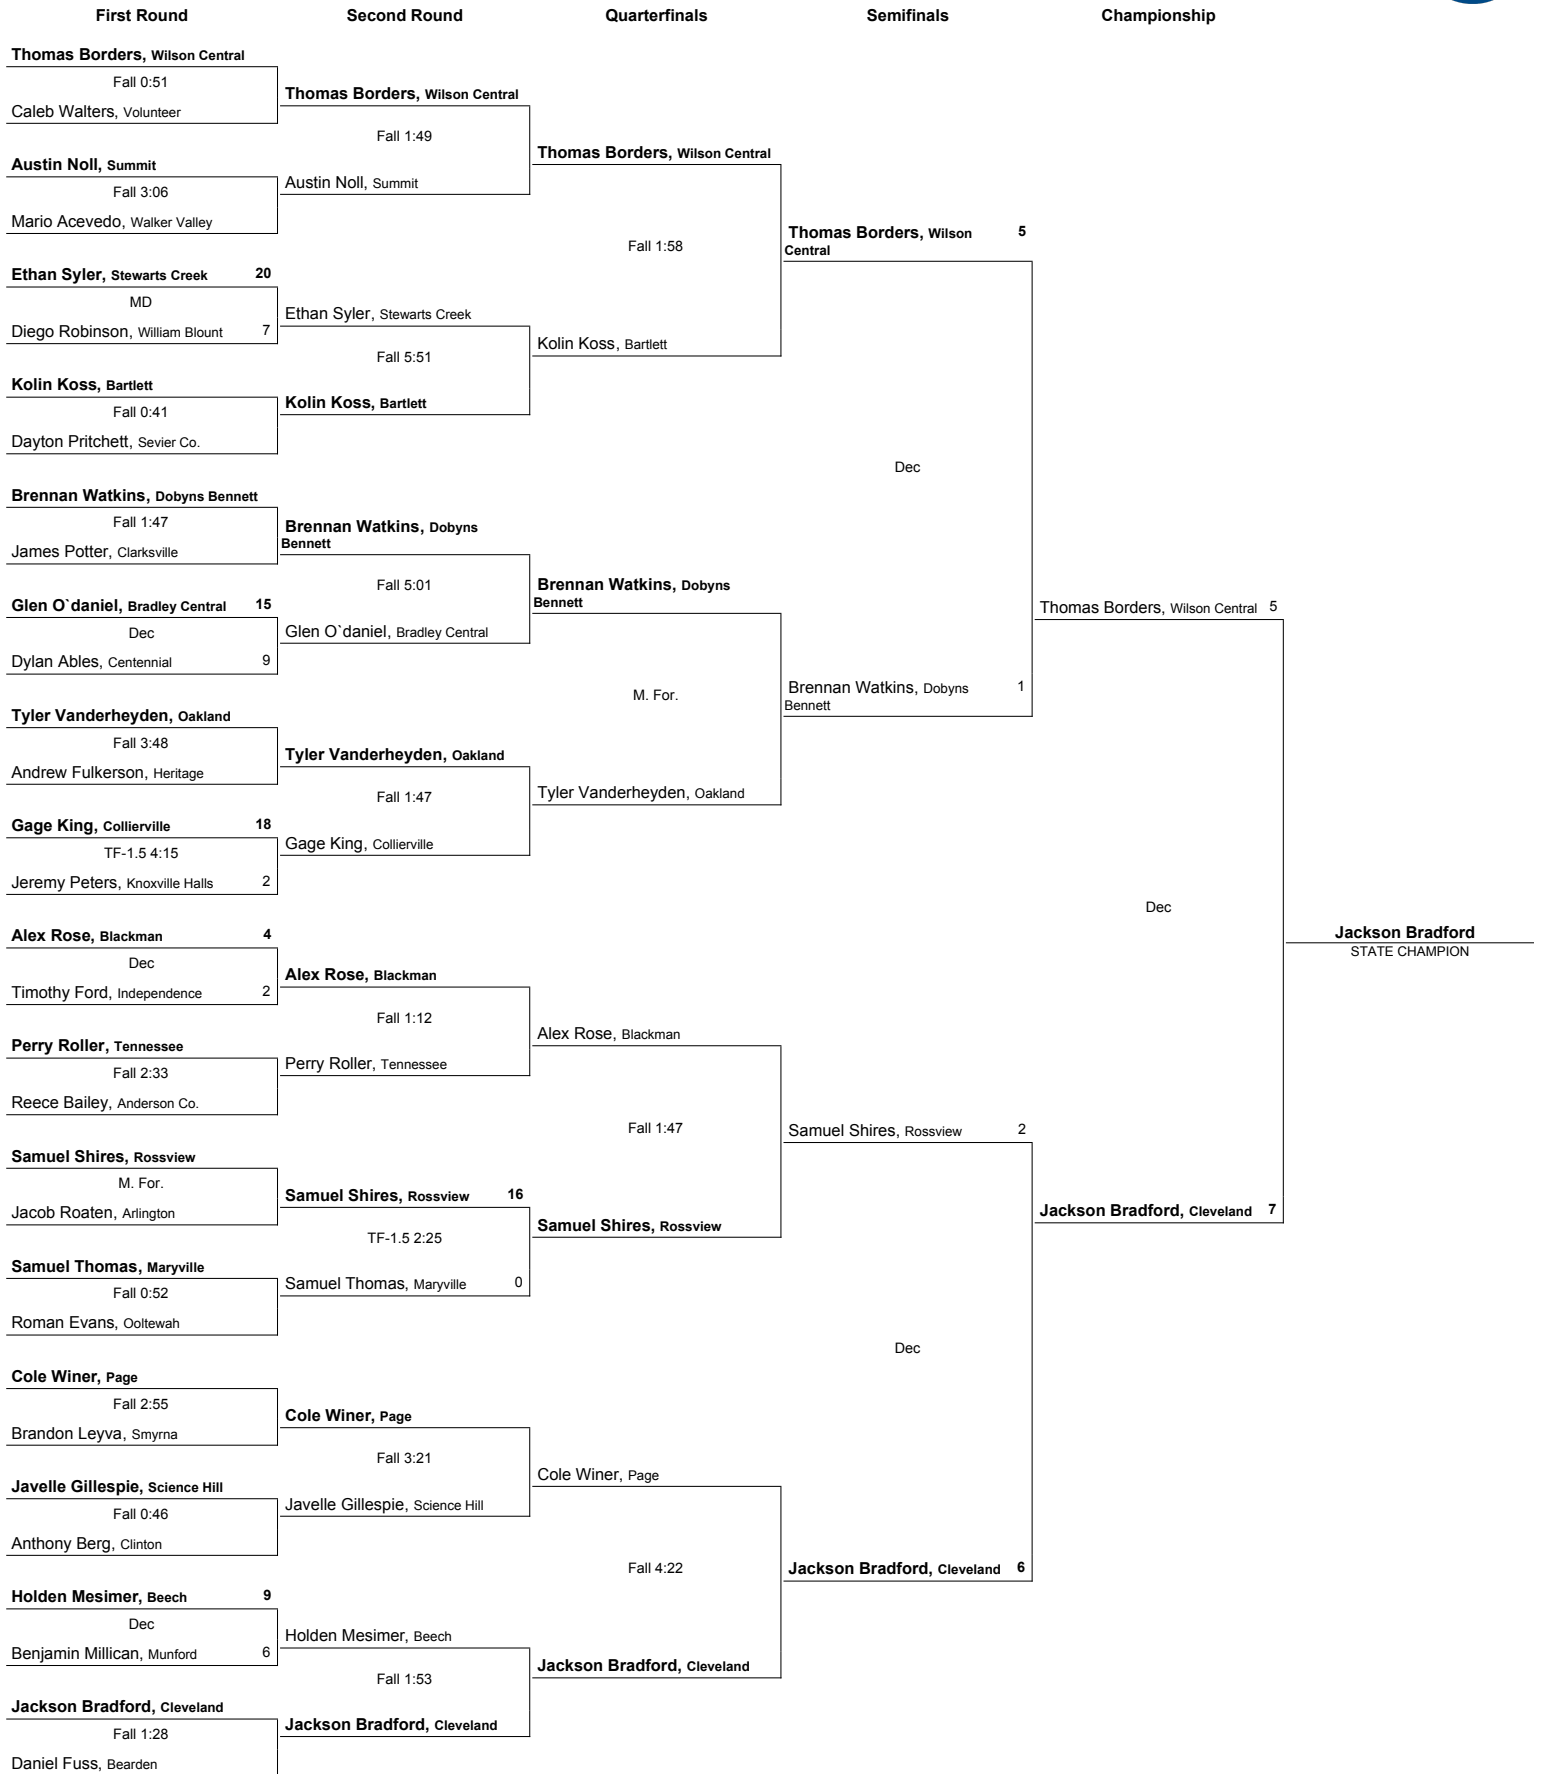 First Round
Second Round
Quarterfinals
Semifinals
Championship
Thomas Borders, Wilson Central
Fall 0:51
Caleb Walters, Volunteer
Austin Noll, Summit
Fall 3:06
Mario Acevedo, Walker Valley
Ethan Syler, Stewarts Creek 20
MD
Diego Robinson, William Blount 7
Kolin Koss, Bartlett
Fall 0:41
Dayton Pritchett, Sevier Co.
Brennan Watkins, Dobyns Bennett
Fall 1:47
James Potter, Clarksville
Glen O`daniel, Bradley Central 15
Dec
Dylan Ables, Centennial 9
Tyler Vanderheyden, Oakland
Fall 3:48
Andrew Fulkerson, Heritage
Gage King, Collierville 18
TF-1.5 4:15
Jeremy Peters, Knoxville Halls 2
Alex Rose, Blackman 4
Dec
Timothy Ford, Independence 2
Perry Roller, Tennessee
Fall 2:33
Reece Bailey, Anderson Co.
Samuel Shires, Rossview
M. For.
Jacob Roaten, Arlington
Samuel Thomas, Maryville
Fall 0:52
Roman Evans, Ooltewah
Cole Winer, Page
Fall 2:55
Brandon Leyva, Smyrna
Javelle Gillespie, Science Hill
Fall 0:46
Anthony Berg, Clinton
Holden Mesimer, Beech 9
Dec
Benjamin Millican, Munford 6
Jackson Bradford, Cleveland
Fall 1:28
Daniel Fuss, Bearden
Thomas Borders, Wilson Central
Fall 1:49
Austin Noll, Summit
Ethan Syler, Stewarts Creek
Fall 5:51
Kolin Koss, Bartlett
Brennan Watkins, Dobyns
Bennett
Fall 5:01
Glen O`daniel, Bradley Central
Tyler Vanderheyden, Oakland
Fall 1:47
Gage King, Collierville
Alex Rose, Blackman
Fall 1:12
Perry Roller, Tennessee
Samuel Shires, Rossview 16
TF-1.5 2:25
Samuel Thomas, Maryville 0
Cole Winer, Page
Fall 3:21
Javelle Gillespie, Science Hill
Holden Mesimer, Beech
Fall 1:53
Jackson Bradford, Cleveland
Thomas Borders, Wilson Central
Fall 1:58
Kolin Koss, Bartlett
Brennan Watkins, Dobyns
Bennett
M. For.
Tyler Vanderheyden, Oakland
Alex Rose, Blackman
Fall 1:47
Samuel Shires, Rossview
Cole Winer, Page
Fall 4:22
Jackson Bradford, Cleveland
Thomas Borders, Wilson 5
Central
Dec
Brennan Watkins, Dobyns 1
Bennett
Samuel Shires, Rossview 2
Dec
Jackson Bradford, Cleveland 6
Thomas Borders, Wilson Central 5
Dec
Jackson Bradford, Cleveland 7
Jackson Bradford
STATE CHAMPION